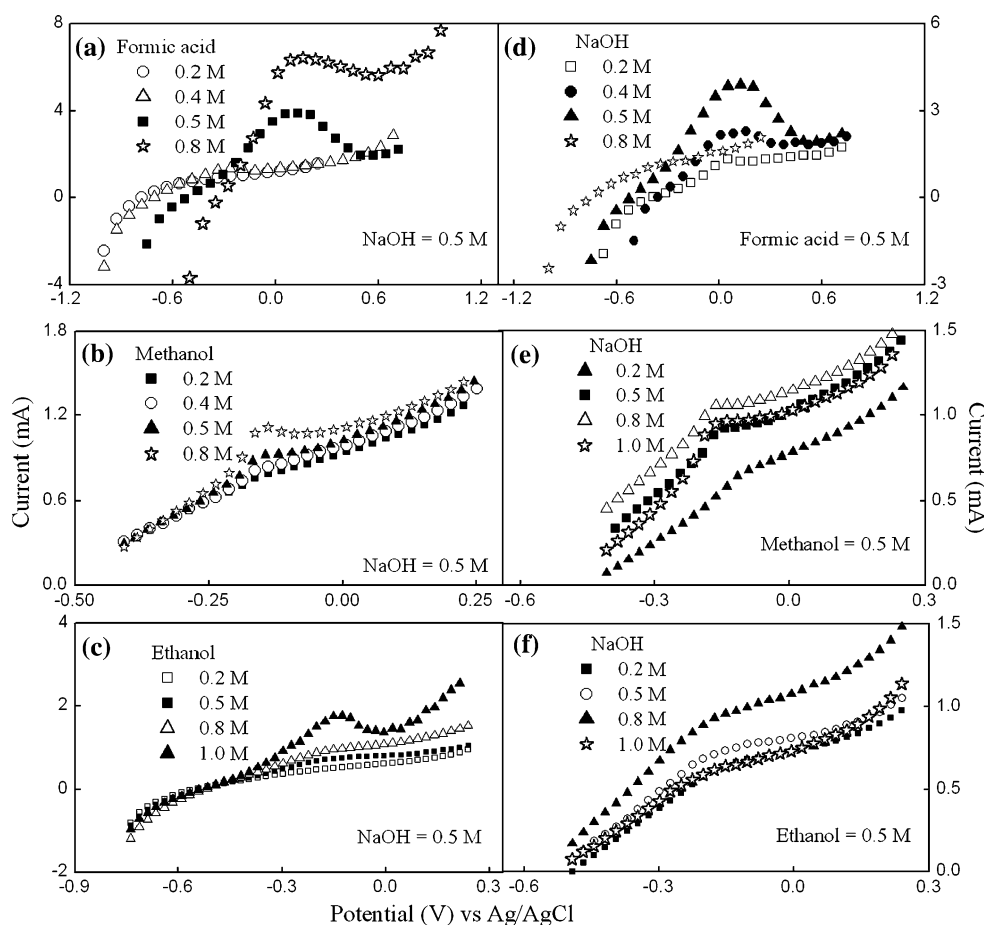 (a)
Formic acid
0.2 M
0.4 M
0.5 M
0.8 M
NaOH = 0.5 M
8
4
0
-4
-1.2
-0.6
0.0
0.6
1.2
(d)
NaOH
0.2 M
0.4 M
0.5 M
0.8 M
Formic acid = 0.5 M
6
3
0
-3
-1.2
-0.6
0.0
0.6
1.2
(b)
Methanol
0.2 M
0.4 M
0.5 M
0.8 M
NaOH = 0.5 M
1.8
1.2
0.6
0.0
-0.50
-0.25
0.00
0.25
(e)
NaOH
0.2 M
0.5 M
0.8 M
1.0 M
Methanol = 0.5 M
1.5
1.0
0.5
0.0
-0.6
-0.3
0.0
0.3
(c)
Ethanol
0.2 M
0.5 M
0.8 M
1.0 M
NaOH = 0.5 M
4
2
0
-2
-0.9
-0.6
-0.3
0.0
0.3
(f)
NaOH
0.2 M
0.5 M
0.8 M
1.0 M
Ethanol = 0.5 M
1.5
1.0
0.5
0.0
-0.6
-0.3
0.0
0.3
Current (mA)
Current (mA)
Potential (V) vs Ag/AgCl